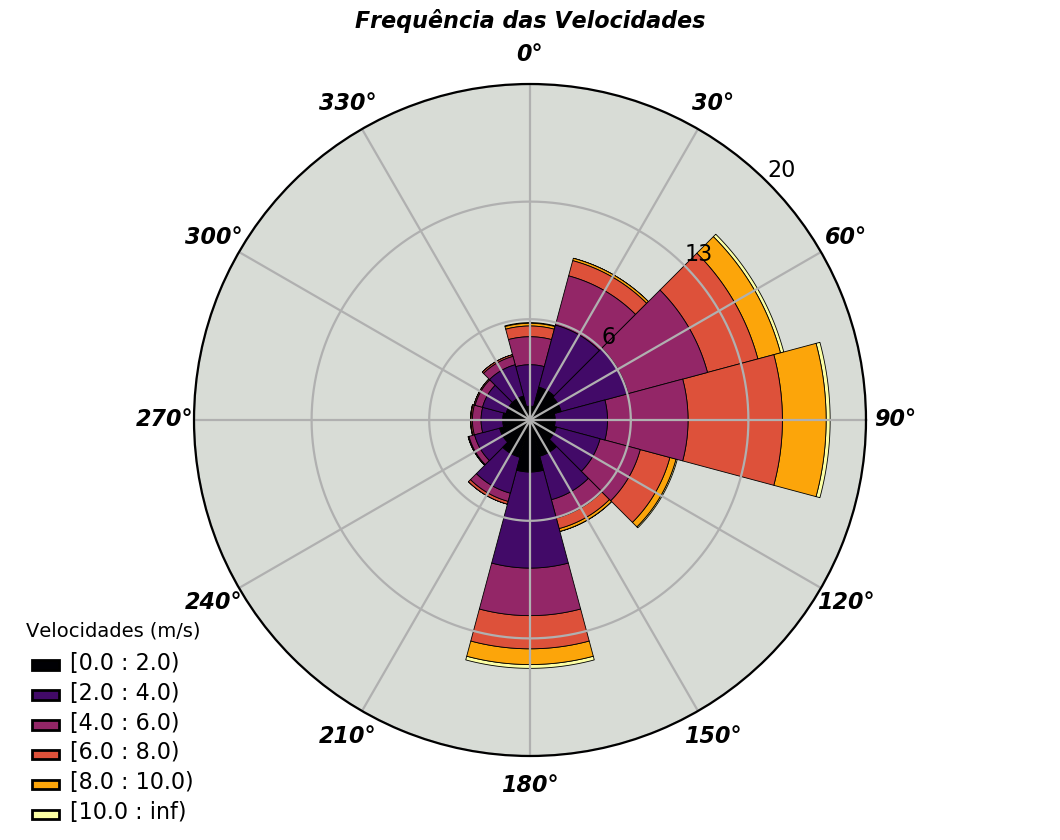 Frequência das Velocidades
0°
330°
30°
20
300°
60°
13
6
270°
90°
240°
120°
210°
150°
180°
Velocidades (m/s)
[0.0 : 2.0)
[2.0 : 4.0)
[4.0 : 6.0)
[6.0 : 8.0)
[8.0 : 10.0)
[10.0 : inf)